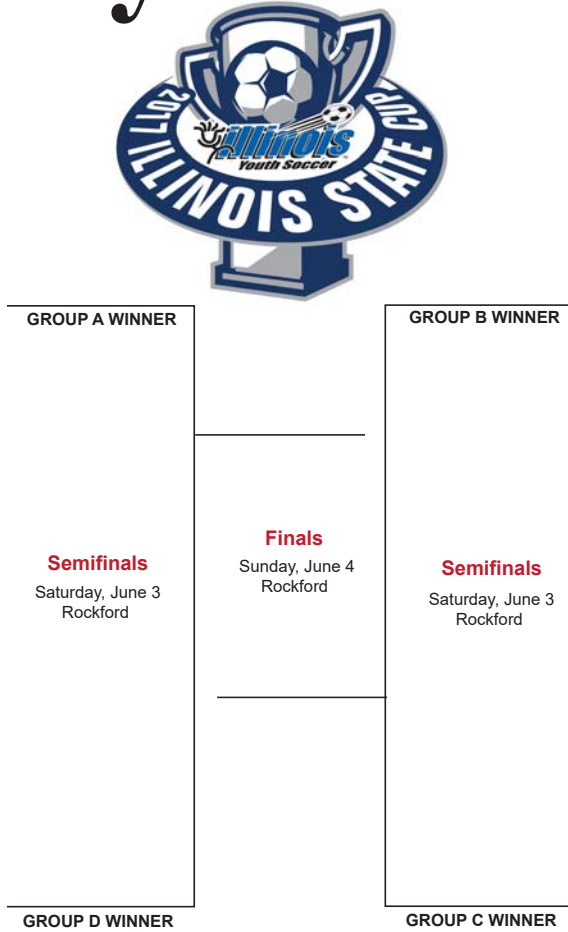 y
2017 ILLINOIS STATE CUP
illinois
Youth Soccer
GROUP A WINNER
GROUP B WINNER
Semifinals
Saturday, June 3
Rockford
Finals
Sunday, June 4
Rockford
Semifinals
Saturday, June 3
Rockford
GROUP D WINNER
GROUP C WINNER